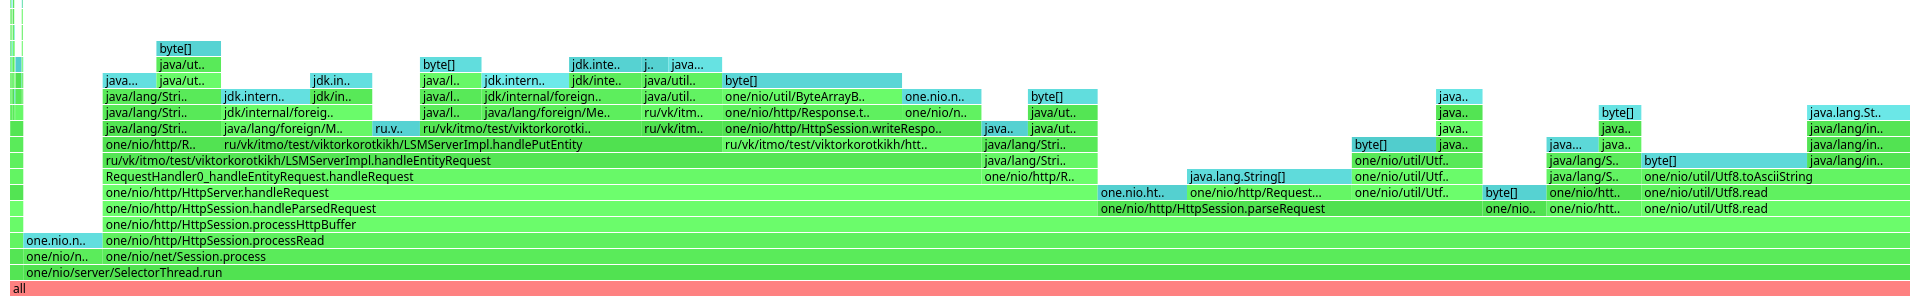 byte[]
java/ut.. byte[] jdk.inte.. j.. java...
java... java/ut.. jdk.in.. java/l.. jdk.intern.. jdk/inte.. java/util.. byte[]
java/lang/Stri.. jdk.intern.. jdk/in.. java/l.. jdk/internal/foreign.. java/util.. one/nio/util/ByteArrayB.. one.nio.n.. byte[] java..
java/lang/Stri.. jdk/internal/foreig.. java/l.. java/lang/foreign/Me.. ru/vk/itm.. one/nio/http/Response.t.. one/nio/n.. java/ut.. java.. byte[] java.lang.St..
java/lang/Stri.. java/lang/foreign/M.. ru.v.. ru/vk/itmo/test/viktorkorotki.. ru/vk/itm.. one/nio/http/HttpSession.writeRespo.. java.. java/ut.. java.. java.. java/lang/in..
one/nio/http/R.. ru/vk/itmo/test/viktorkorotikh/LSMServerImpl.handlePutEntity ru/vk/itmo/test/viktorkorotikh/htt.. java/lang/Stri.. byte[] java.. java... java.. java/lang/in..
ru/vk/itmo/test/viktorkorotikh/LSMServerImpl.handleEntityRequest java/lang/Stri.. one/nio/util/Utf.. java/lang/S.. byte[] java/lang/in..
RequestHandler0_handleEntityRequest.handleRequest one/nio/http/R.. java.lang.String[] one/nio/util/Utf.. java/lang/S.. one/nio/util/Utf8.toAsciiString
one/nio/http/HttpServer.handleRequest one.nio.ht.. one/nio/http/Request... one/nio/util/Utf.. byte[] one/nio/htt.. one/nio/util/Utf8.read
one/nio/http/HttpSession.handleParsedRequest one/nio/http/HttpSession.parseRequest one/nio.. one/nio/htt.. one/nio/util/Utf8.read
one/nio/http/HttpSession.processHttpBuffer
one.nio.n.. one/nio/http/HttpSession.processRead
one/nio/n.. one/nio/net/Session.process
one/nio/server/SelectorThread.run
all